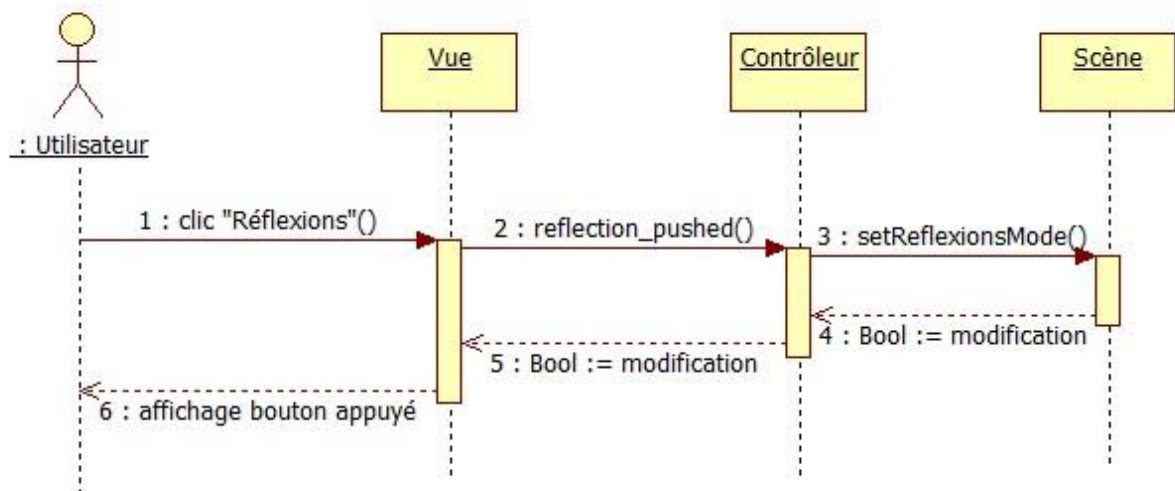 Vue
Contrôleur
Scène
: Utilisateur
1 : clic "Réflexions"()
2 : reflection_pushed()
3 : setReflexionsMode()
4 : Bool := modification
5 : Bool := modification
6 : affichage bouton appuyé